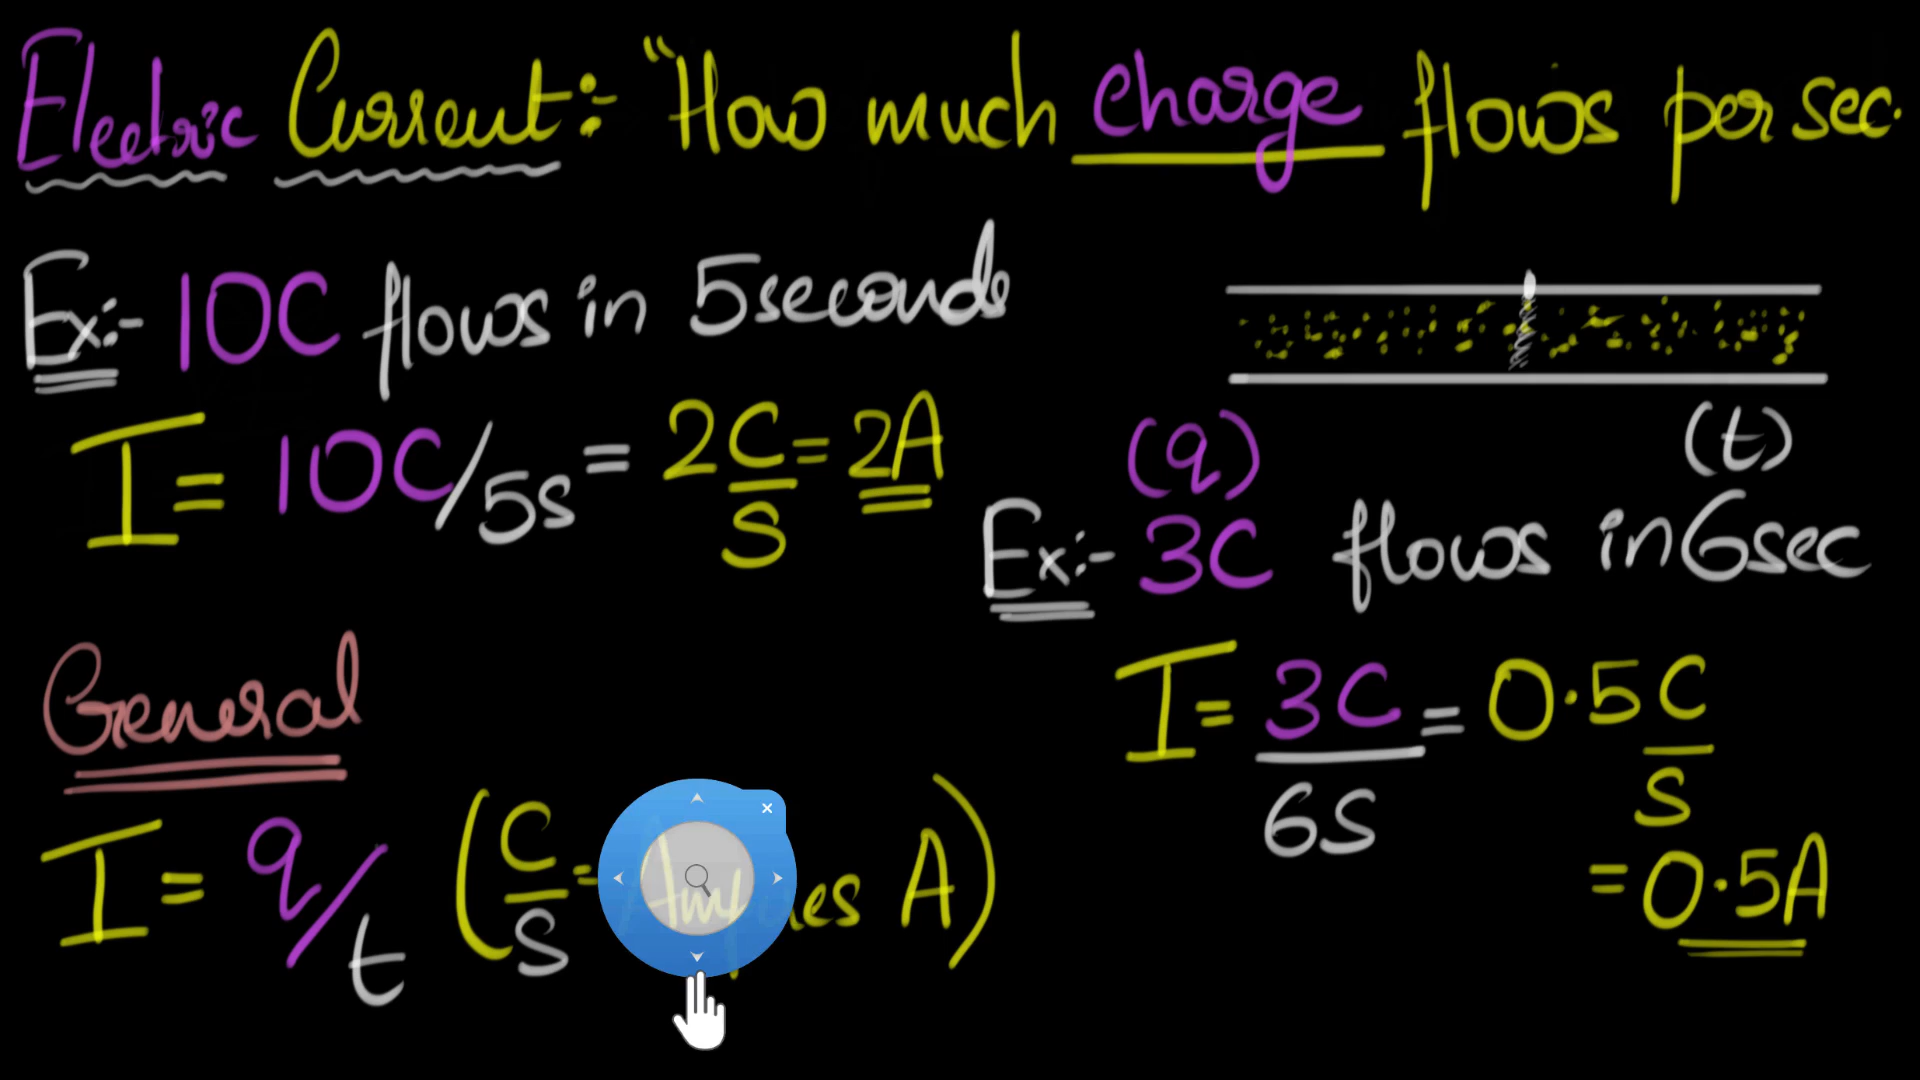 Electric Current:- "How much charge flows per sec.
Ex:- 10C flows in 5seconds
I = 10C/5s = 2C/S = 2A
(q) (t)
Ex:- 3C flows in 6sec
I = 3C/6S = 0.5C/S
= 0.5A
General
I = q/t (C/S = A)